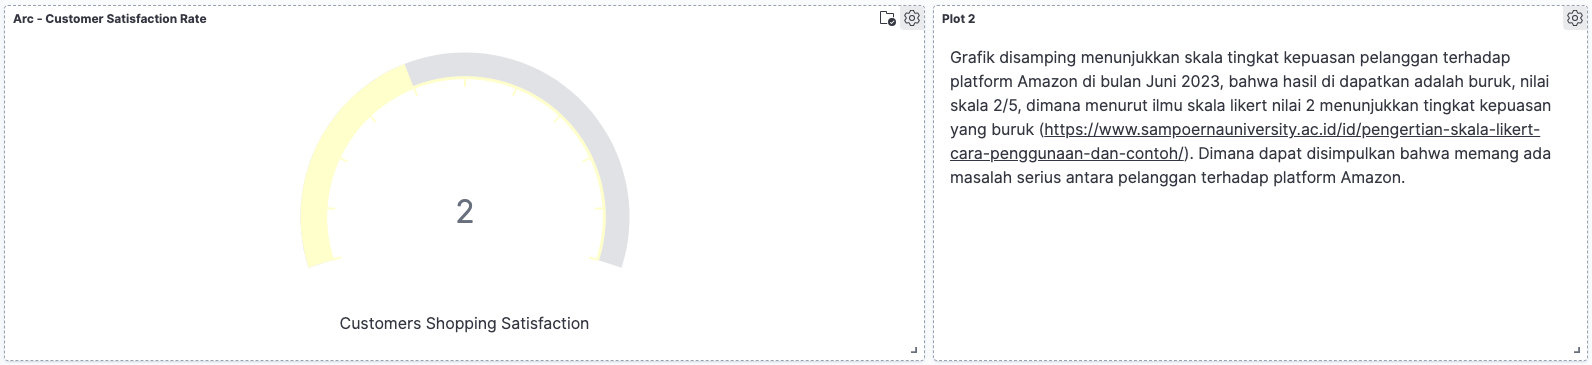 Arc - Customer Satisfaction Rate
2
Customers Shopping Satisfaction
Plot 2
Grafik disamping menunjukkan skala tingkat kepuasan pelanggan terhadap
platform Amazon di bulan Juni 2023, bahwa hasil di dapatkan adalah buruk, nilai
skala 2/5, dimana menurut ilmu skala likert nilai 2 menunjukkan tingkat kepuasan
yang buruk (https://www.sampoernauniversity.ac.id/id/pengertian-skala-likert-
cara-penggunaan-dan-contoh/). Dimana dapat disimpulkan bahwa memang ada
masalah serius antara pelanggan terhadap platform Amazon.